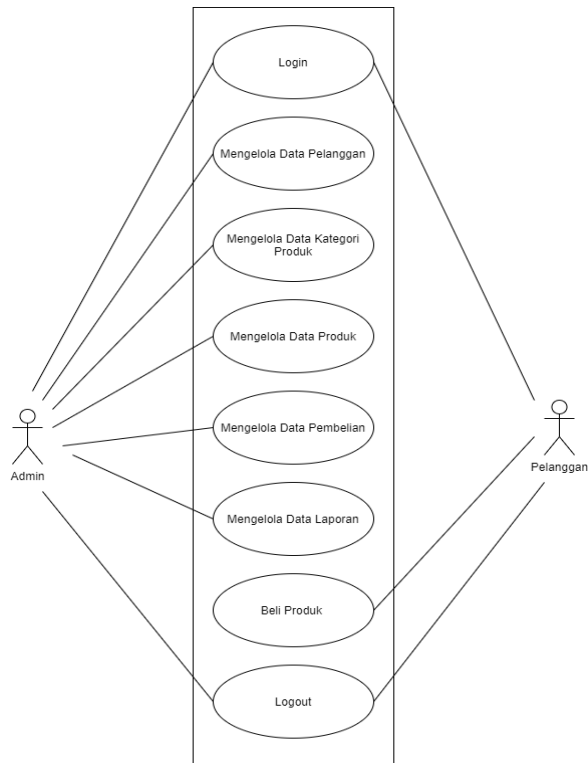 Login
Mengelola Data Pelanggan
Mengelola Data Kategori
Produk
Mengelola Data Produk
Mengelola Data Pembelian
Admin
Pelanggan
Mengelola Data Laporan
Beli Produk
Logout